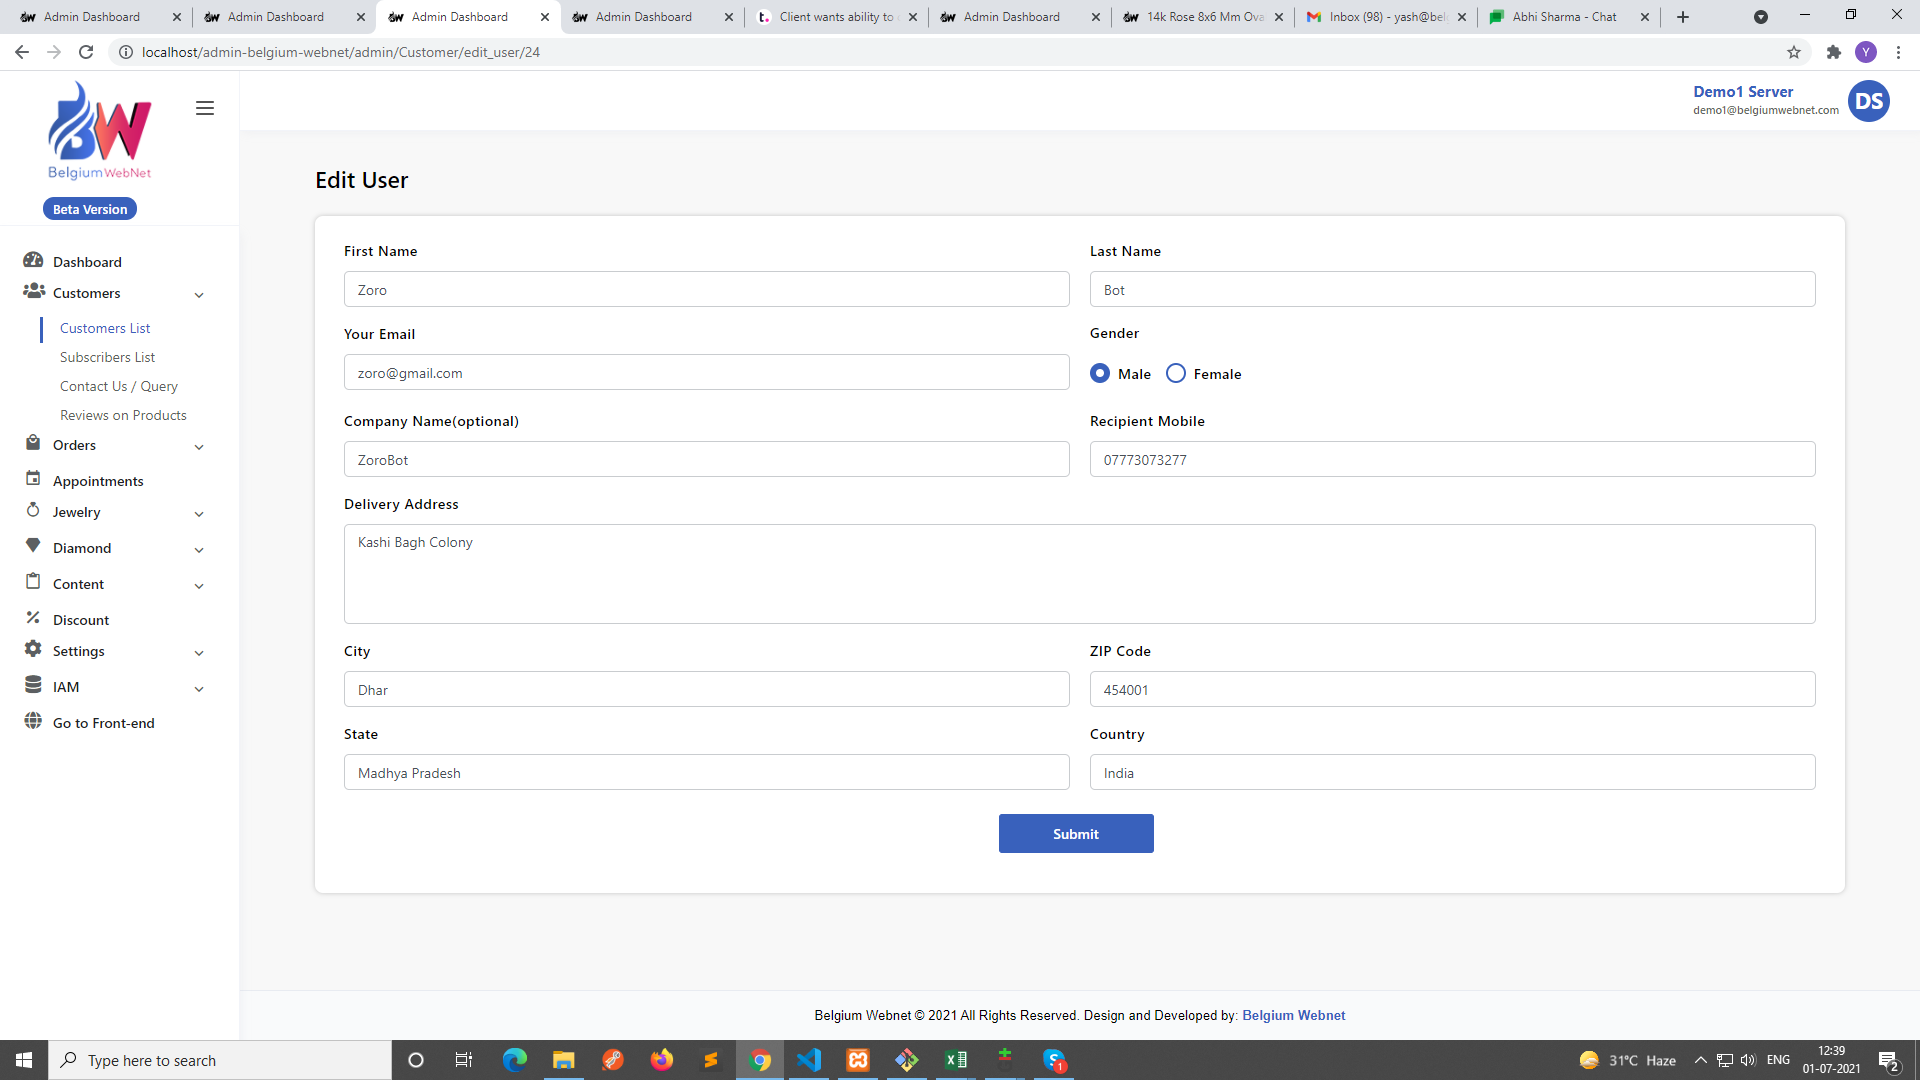 Admin Dashboard
Admin Dashboard
Admin Dashboard
Admin Dashboard
Client wants ability to
Admin Dashboard
14k Rose 8x6 Mm Ova
Inbox (98) - yash@bel
Abhi Sharma - Chat
localhost/admin-belgium-webnet/admin/Customer/edit_user/24
Y
BW
BelgiumWebNet
Beta Version
Demo1 Server
demo1@belgiumwebnet.com
DS
Dashboard
Customers
Customers List
Subscribers List
Contact Us / Query
Reviews on Products
Orders
Appointments
Jewelry
Diamond
Content
Discount
Settings
IAM
Go to Front-end
Edit User
First Name
Zoro
Last Name
Bot
Your Email
zoro@gmail.com
Gender
Male Female
Company Name(optional)
ZoroBot
Recipient Mobile
07773073277
Delivery Address
Kashi Bagh Colony
City
Dhar
ZIP Code
454001
State
Madhya Pradesh
Country
India
Submit
Belgium Webnet © 2021 All Rights Reserved. Design and Developed by: Belgium Webnet
Type here to search
1
31°C Haze
ENG
12:39
01-07-2021
2